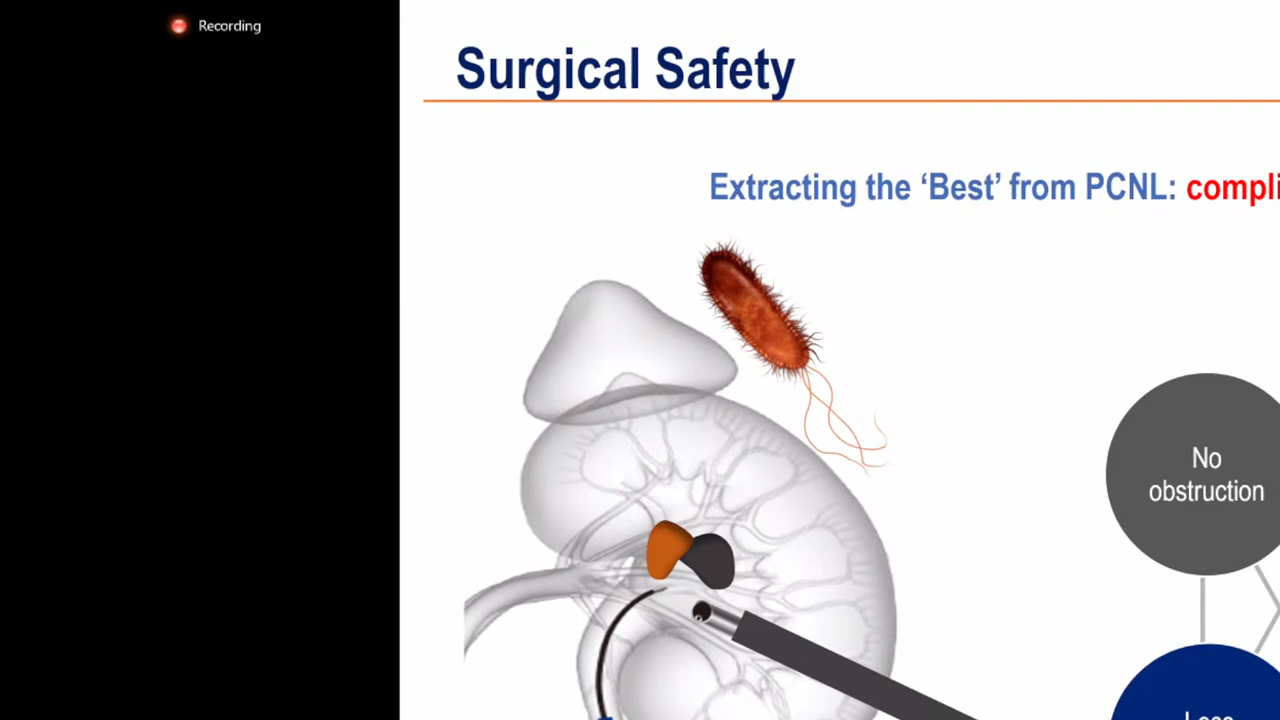 Recording
Surgical Safety
Extracting the ‘Best’ from PCNL: compli
No
obstruction